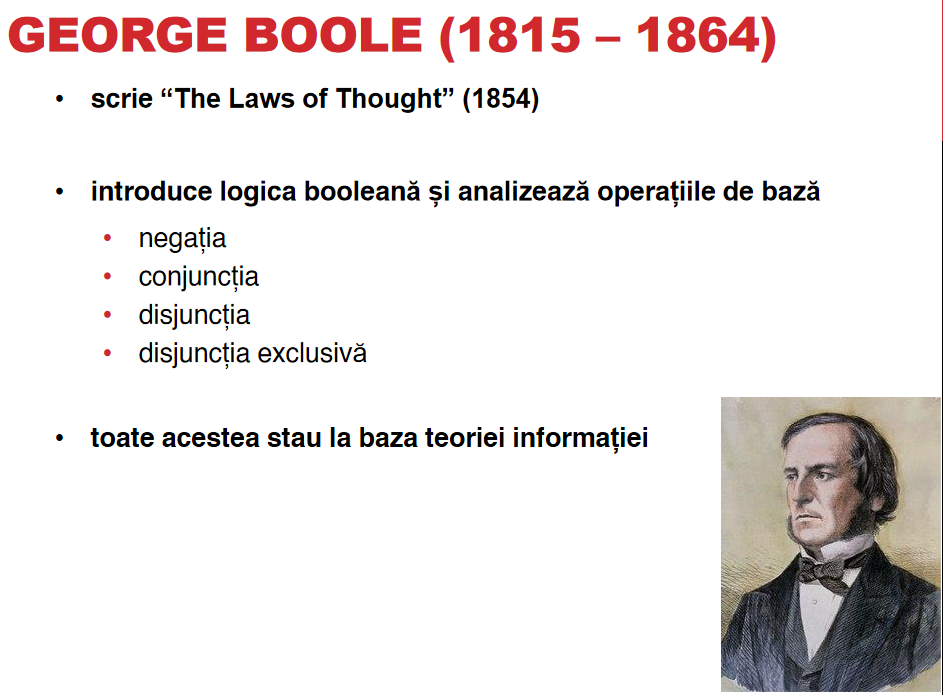 GEORGE BOOLE (1815 – 1864)
• scrie “The Laws of Thought” (1854)
• introduce logica booleană și analizează operațiile de bază
• negația
• conjuncția
• disjuncția
• disjuncția exclusivă
• toate acestea stau la baza teoriei informației